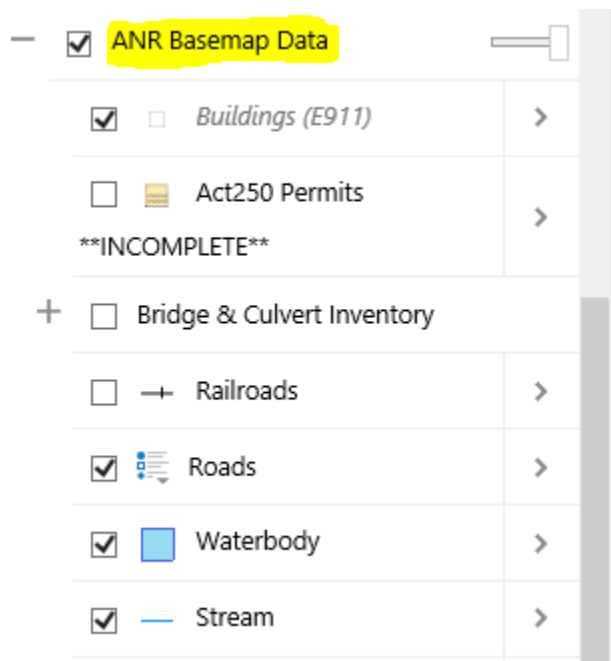 ANR Basemap Data
Buildings (E911)
Act250 Permits
**INCOMPLETE**
Bridge & Culvert Inventory
Railroads
Roads
Waterbody
Stream